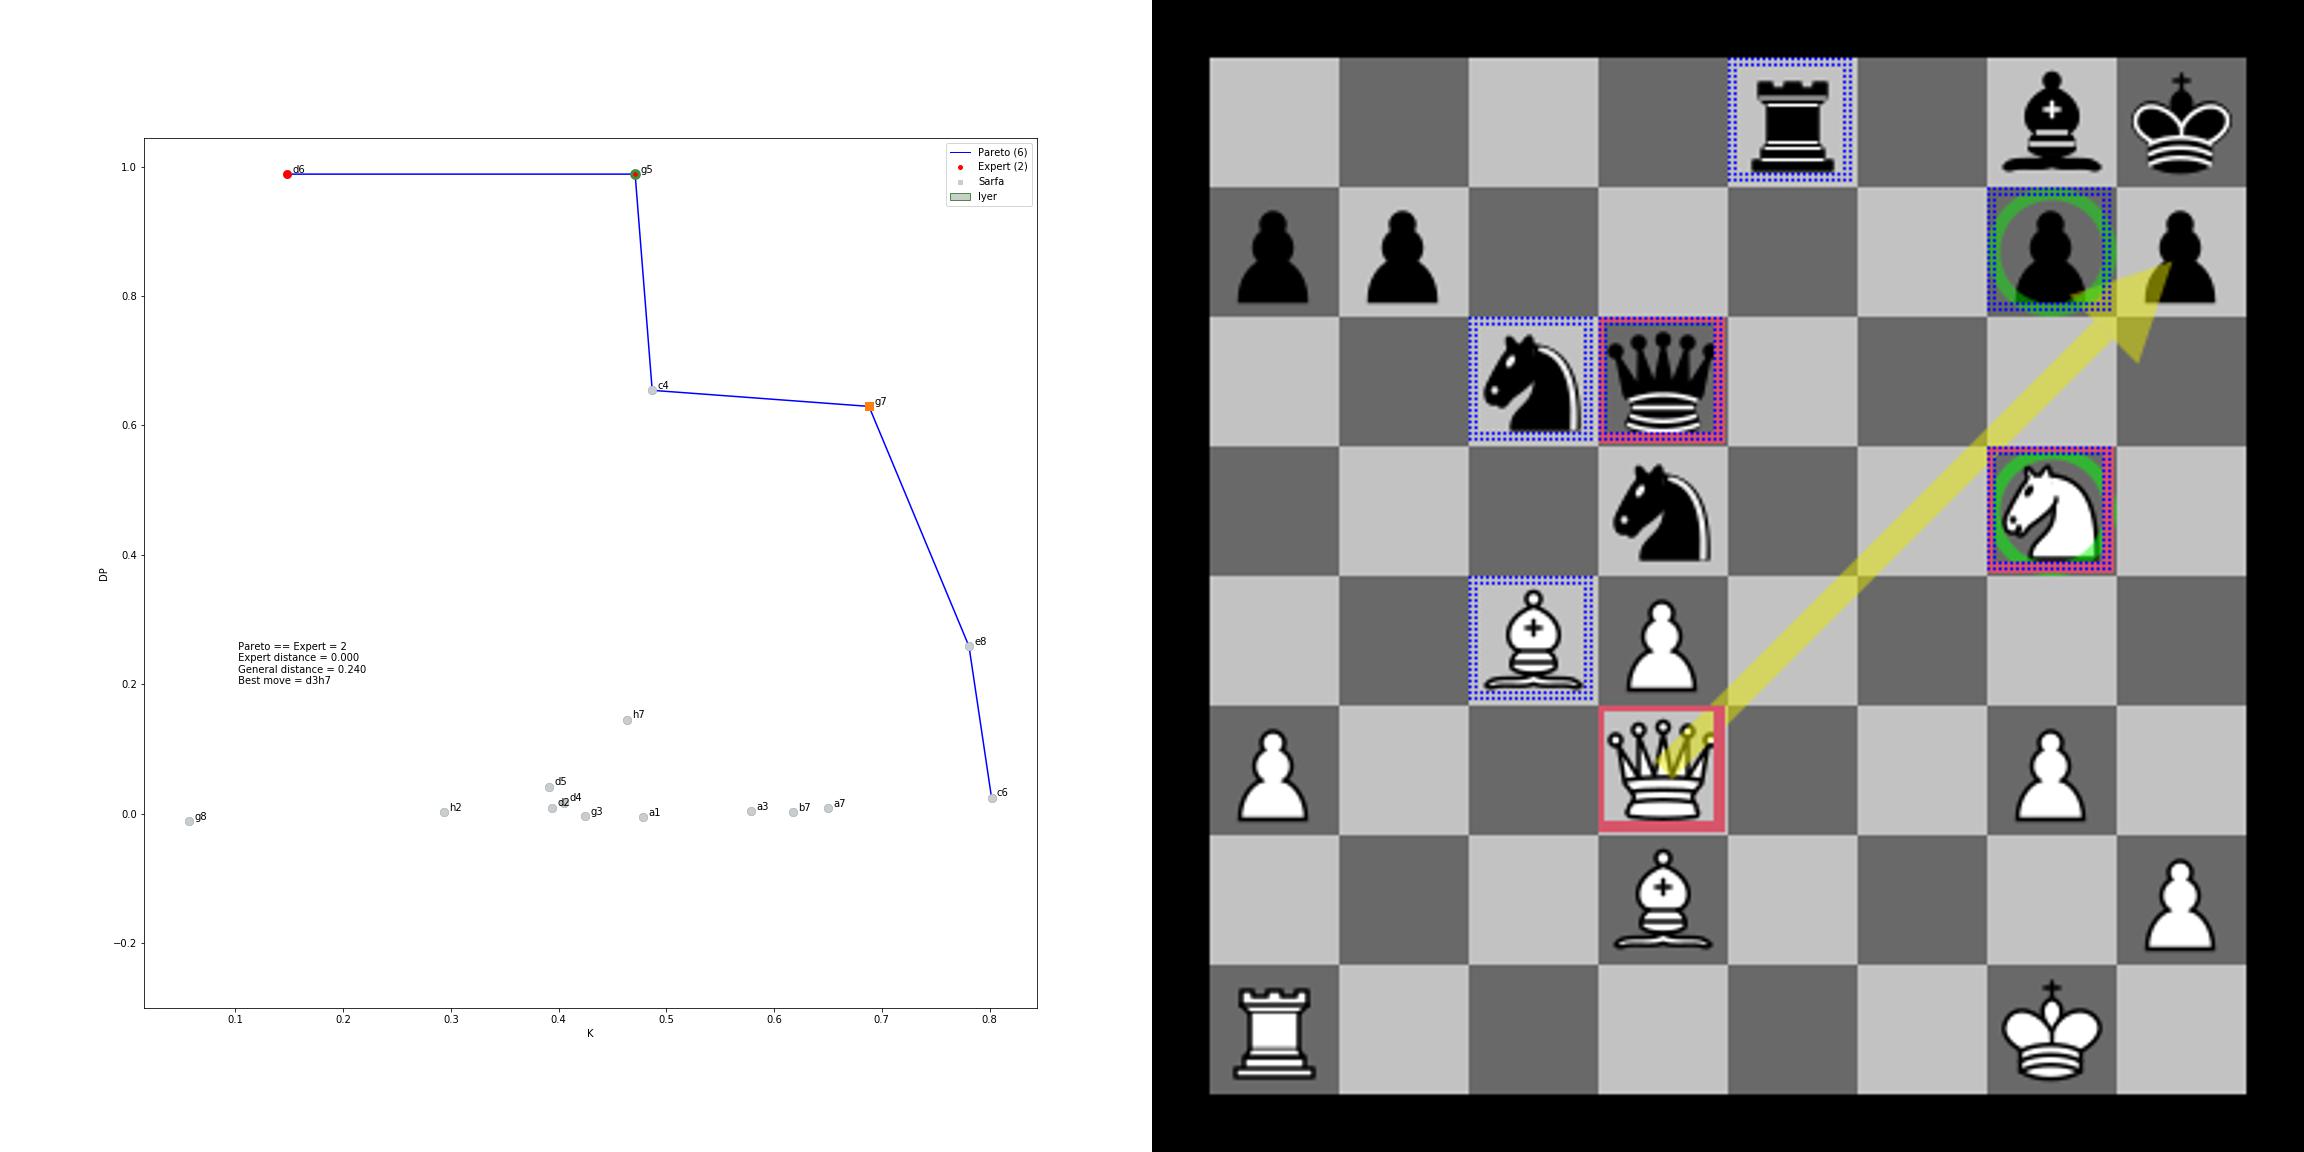 1.0
0.8
0.6
0.4
0.2
0.0
−0.2
DP
0.1 0.2 0.3 0.4 0.5 0.6 0.7 0.8
K
Pareto (6)
Expert (2)
Sarfa
Iyer
d6
g5
c4
g7
e8
Pareto == Expert = 2
Expert distance = 0.000
General distance = 0.240
Best move = d3h7
h7
d5
d4
d2
c6
g8
h2
g3
a1
a3
b7
a7